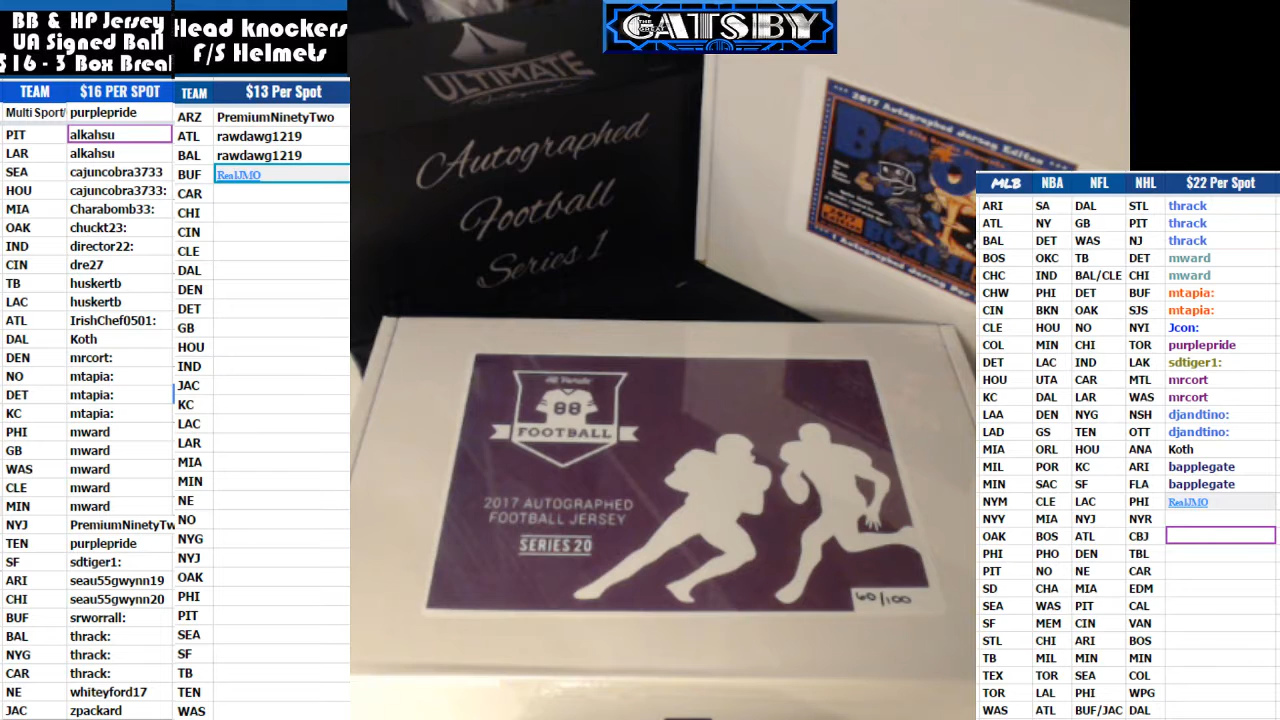 BB & HP Jersey
UA Signed Ball
$16 - 3 Box Break
TEAM $16 PER SPOT
Multi Sport/ purplepride
PIT alkahsu
LAR alkahsu
SEA cajuncobra3733
HOU cajuncobra3733:
MIA Charabomb33:
OAK chuckt23:
IND director22:
CIN dre27
TB huskertb
LAC huskertb
ATL IrishChef0501:
DAL Koth
DEN mrcort:
NO mtapia:
DET mtapia:
KC mtapia:
PHI mward
GB mward
WAS mward
CLE mward
MIN mward
NYJ PremiumNinetyTw
TEN purplepride
SF sdtiger1:
ARI seau55gwynn19
CHI seau55gwynn20
BUF srworrall:
BAL thrack:
NYG thrack:
CAR thrack:
NE whiteyford17
JAC zpackard
Head knockers
F/S Helmets
TEAM $13 Per Spot
ARZ PremiumNinetyTwo
ATL rawdawg1219
BAL rawdawg1219
BUF RealJMO
CAR
CHI
CIN
CLE
DAL
DEN
DET
GB
HOU
IND
JAC
KC
LAC
LAR
MIA
MIN
NE
NO
NYG
NYJ
OAK
PHI
PIT
SEA
SF
TB
TEN
WAS
THE GREAT
GATSBY
ULTIMATE
Autographed
Football
Series 1
2017 Autographed Jersey Edition
2017
EDITION
1 Autographed Jersey Per
88
FOOTBALL
2017 AUTOGRAPHED
FOOTBALL JERSEY
SERIES 20
60/100
MLB NBA NFL NHL $22 Per Spot
ARI SA DAL STL thrack
ATL NY GB PIT thrack
BAL DET WAS NJ thrack
BOS OKC TB DET mward
CHC IND BAL/CLE CHI mward
CHW PHI DET BUF mtapia:
CIN BKN OAK SJS mtapia:
CLE HOU NO NYI Jcon:
COL MIN CHI TOR purplepride
DET LAC IND LAK sdtiger1:
HOU UTA CAR MTL mrcort
KC DAL LAR WAS mrcort
LAA DEN NYG NSH djandtino:
LAD GS TEN OTT djandtino:
MIA ORL HOU ANA Koth
MIL POR KC ARI bapplegate
MIN SAC SF FLA bapplegate
NYM CLE LAC PHI RealJMO
NYY MIA NYJ NYR
OAK BOS ATL CBJ
PHI PHO DEN TBL
PIT NO NE CAR
SD CHA MIA EDM
SEA WAS PIT CAL
SF MEM CIN VAN
STL CHI ARI BOS
TB MIL MIN MIN
TEX TOR SEA COL
TOR LAL PHI WPG
WAS ATL BUF/JAC DAL